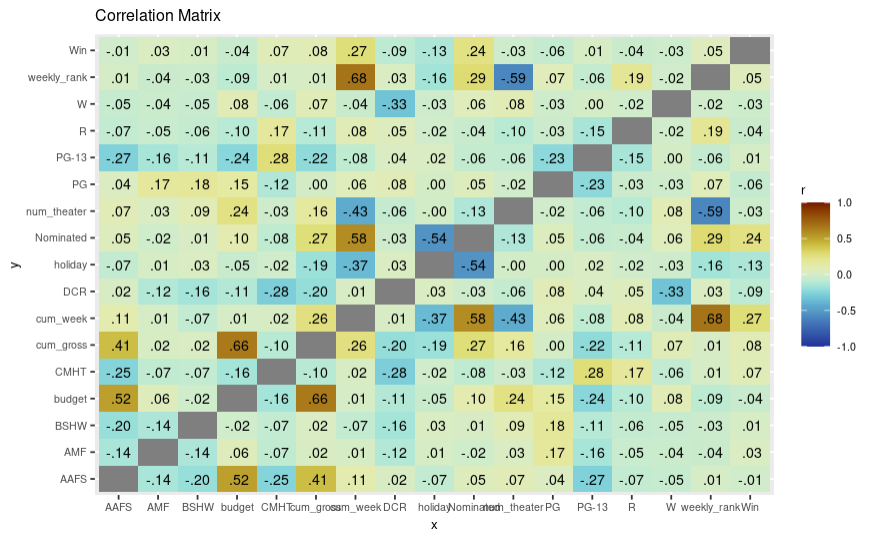 Correlation Matrix
Win -.01 .03 .01 -.04 .07 .08 .27 -.09 -.13 .24 -.03 -.06 .01 -.04 -.03 .05
weekly_rank .01 -.04 -.03 -.09 .01 .01 .68 .03 -.16 .29 -.59 .07 -.06 .19 -.02 .05
W -.05 -.04 -.05 .08 -.06 .07 -.04 -.33 -.03 .06 .08 -.03 .00 -.02 -.02 -.03
R -.07 -.05 -.06 -.10 .17 -.11 .08 .05 -.02 -.04 -.10 -.03 -.15 -.02 .19 -.04
PG-13 -.27 -.16 -.11 -.24 .28 -.22 -.08 .04 .02 -.06 -.06 -.23 -.15 .00 -.06 .01
PG .04 .17 .18 .15 -.12 .00 .06 .08 .00 .05 -.02 -.23 -.03 -.03 .07 -.06
num_theater .07 .03 .09 .24 -.03 .16 -.43 -.06 -.00 -.13 -.02 -.06 -.10 .08 -.59 -.03
Nominated .05 -.02 .01 .10 -.08 .27 .58 -.03 -.54 -.13 .05 -.06 -.04 .06 .29 .24
holiday -.07 .01 .03 -.05 -.02 -.19 -.37 .03 -.54 -.00 .00 .02 -.02 -.03 -.16 -.13
DCR .02 -.12 -.16 -.11 -.28 -.20 .01 .03 -.03 -.06 .08 .04 .05 -.33 .03 -.09
cum_week .11 .01 -.07 .01 .02 .26 .01 -.37 .58 -.43 .06 -.08 .08 -.04 .68 .27
cum_gross .41 .02 .02 .66 -.10 .26 -.20 -.19 .27 .16 .00 -.22 -.11 .07 .01 .08
CMHT -.25 -.07 -.07 -.16 -.10 .02 -.28 -.02 -.08 -.03 -.12 .28 .17 -.06 .01 .07
budget .52 .06 -.02 -.16 .66 .01 -.11 -.05 .10 .24 .15 -.24 -.10 .08 -.09 -.04
BSHW -.20 -.14 -.02 -.07 .02 -.07 -.16 .03 .01 .09 .18 -.11 -.06 -.05 -.03 .01
AMF -.14 -.14 .06 -.07 .02 .01 -.12 .01 -.02 .03 .17 -.16 -.05 -.04 -.04 .03
AAFS -.14 -.20 .52 -.25 .41 .11 .02 -.07 .05 .07 .04 -.27 -.07 -.05 .01 -.01
AAFS AMF BSHW budget CMHT cum_gross cum_week DCR holiday Nominated num_theater PG PG-13 R W weekly_rank Win
x
y
r
1.0
0.5
0.0
-0.5
-1.0